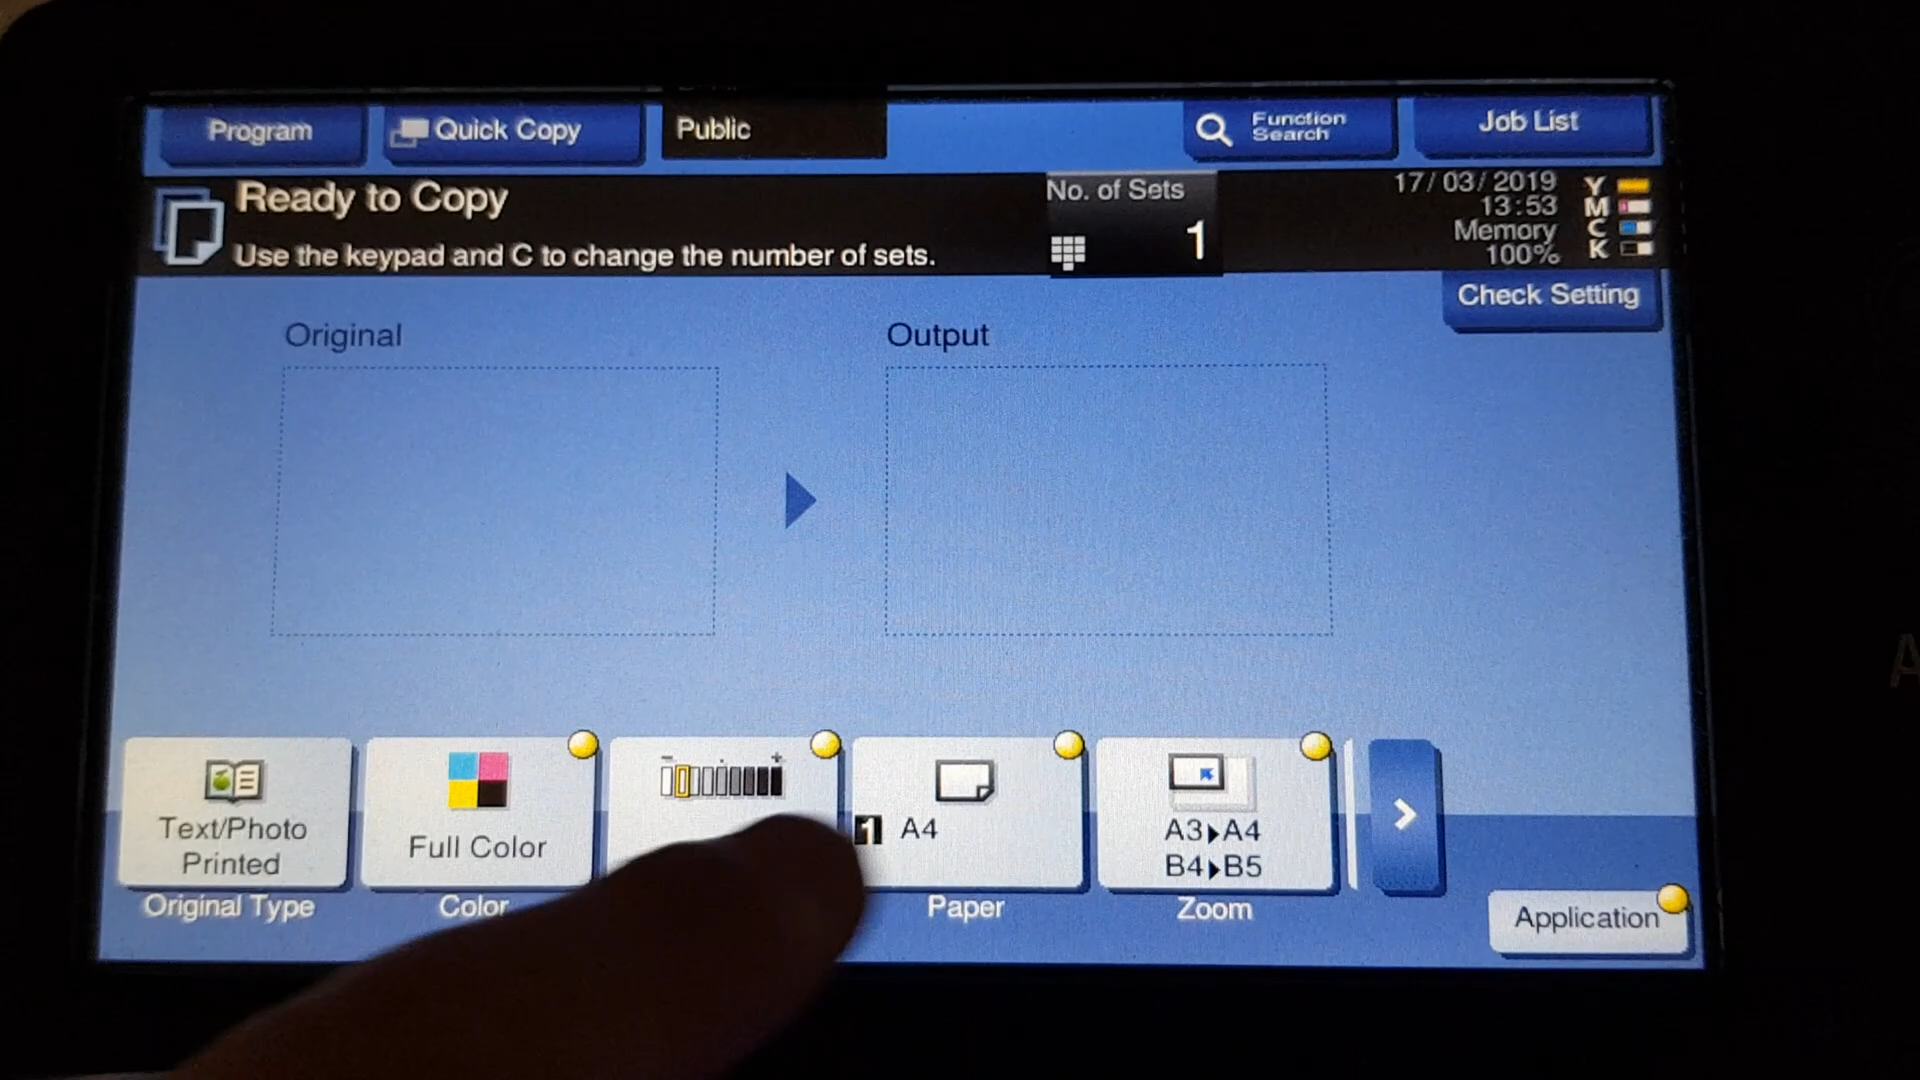 Program
Quick Copy
Public
Function
Search
Job List
Ready to Copy
Use the keypad and C to change the number of sets.
No. of Sets
1
17/03/2019
13:53
Memory
100%
Y
M
C
K
Check Setting
Original
Output
Text/Photo
Printed
Original Type
Full Color
Color
- +
1 A4
Paper
A3▶A4
B4▶B5
Zoom
Application